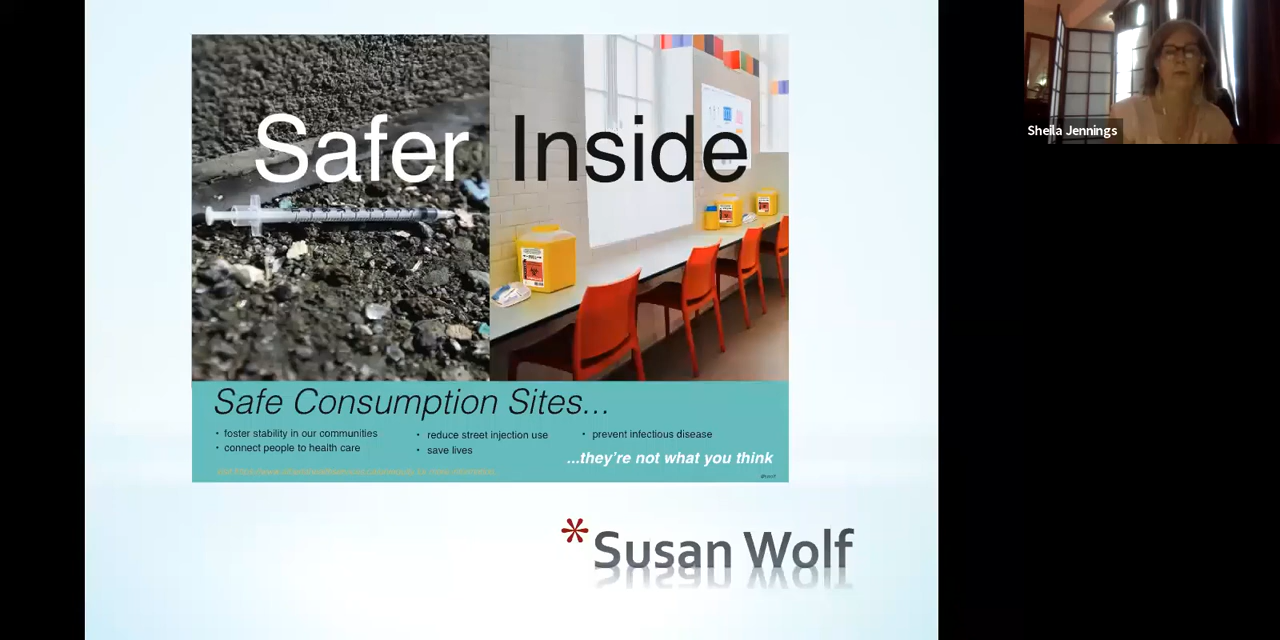 Safer Inside
Safe Consumption Sites...
• foster stability in our communities
• connect people to health care
• reduce street injection use
• save lives
• prevent infectious disease
...they're not what you think
*Susan Wolf
Sheila Jennings